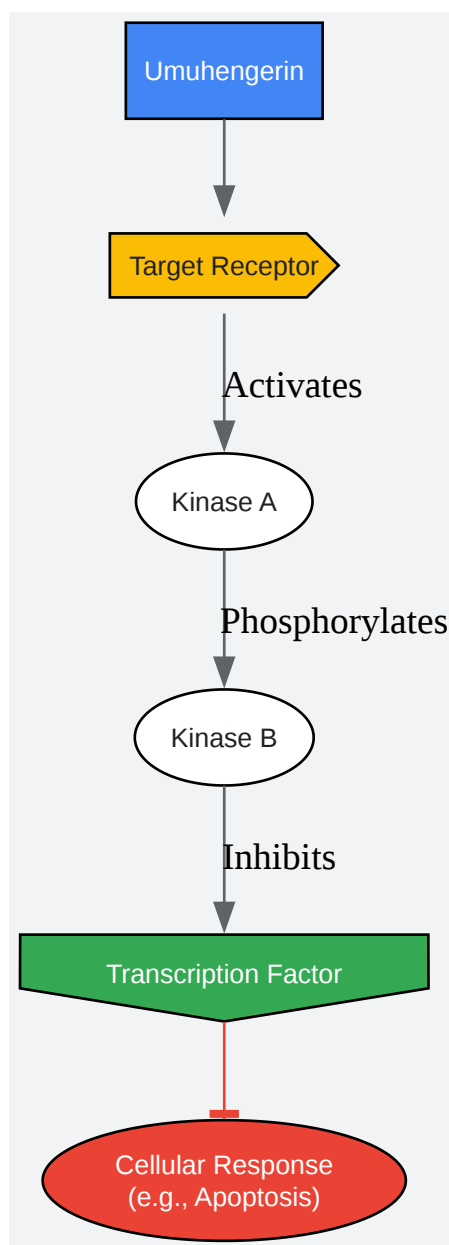 Umuhengerin
Target Receptor
Activates
Kinase A
Phosphorylates
Kinase B
Inhibits
Transcription Factor
Cellular Response
(e.g., Apoptosis)